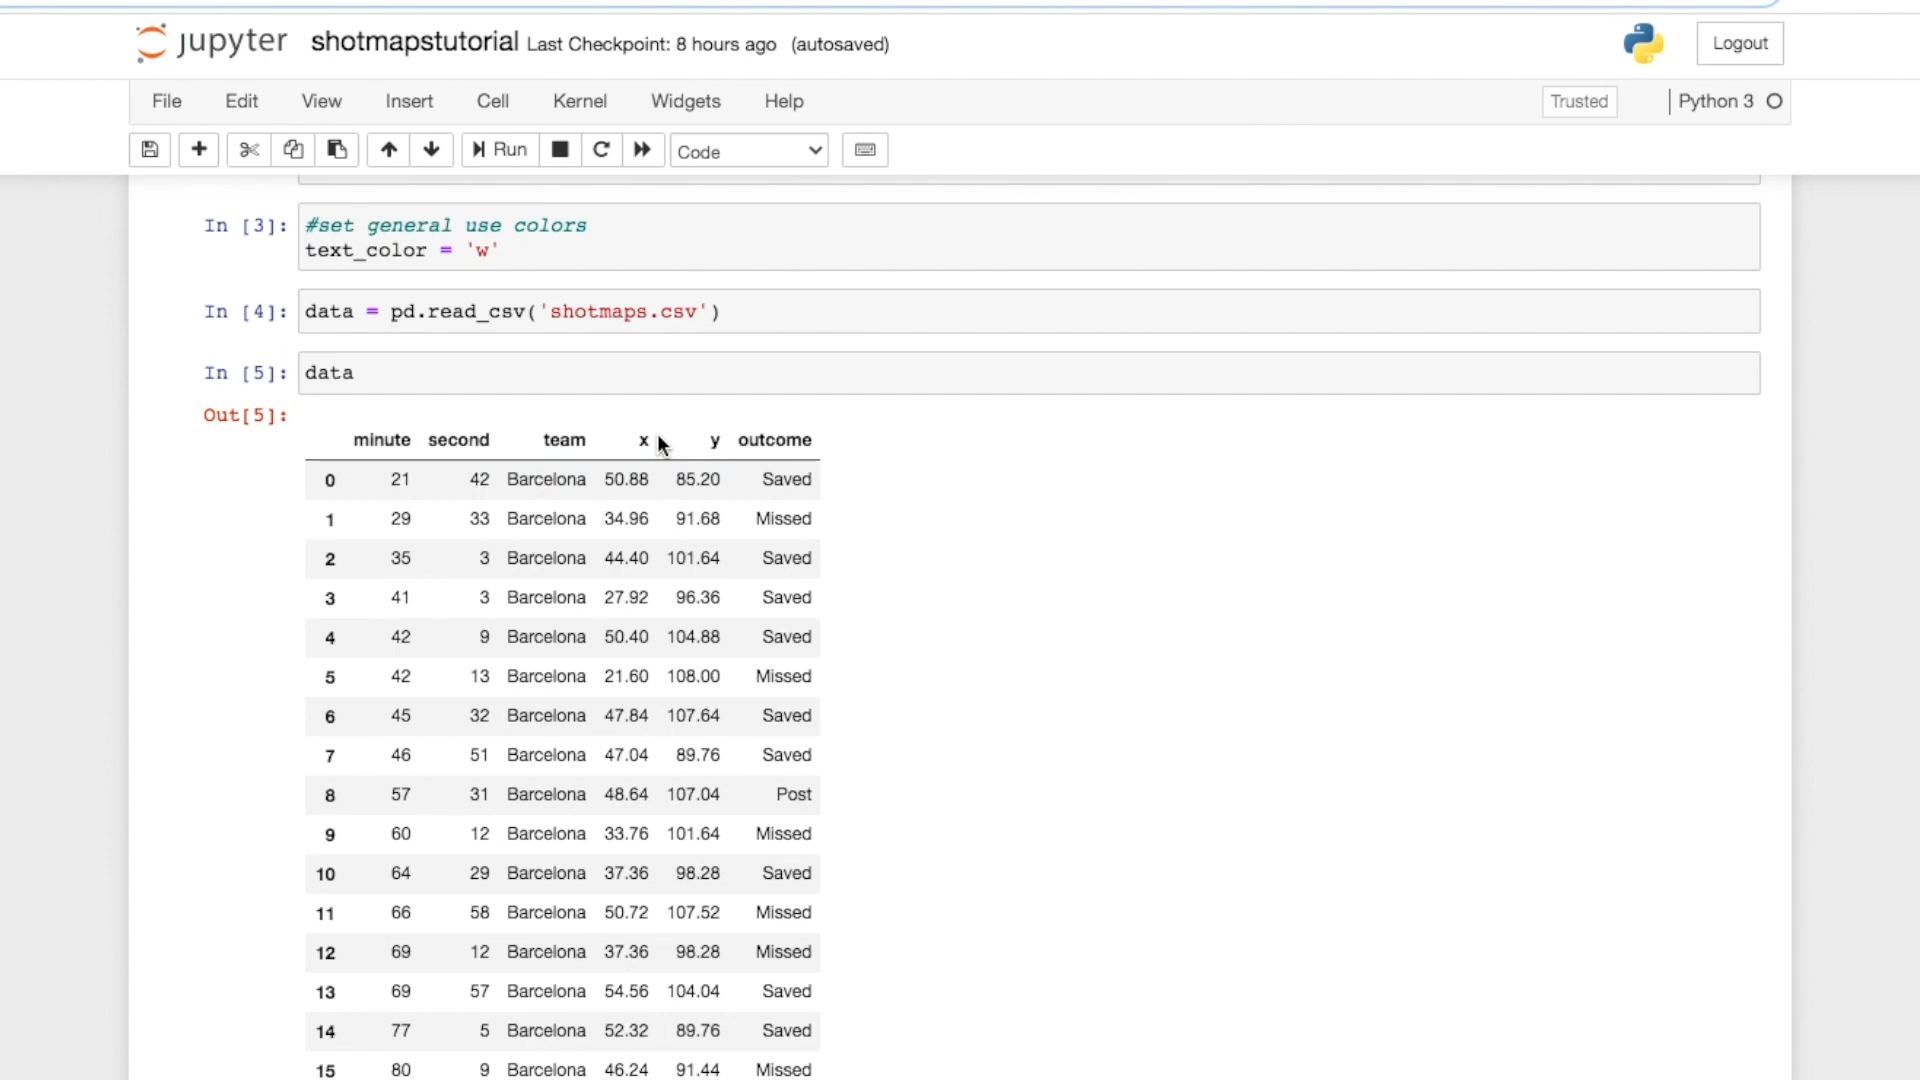 jupyter shotmapstutorial Last Checkpoint: 8 hours ago (autosaved) Logout
File Edit View Insert Cell Kernel Widgets Help Trusted Python 3
Run Code
In [3]: #set general use colors
text_color = 'w'
In [4]: data = pd.read_csv('shotmaps.csv')
In [5]: data
Out[5]:
minute second team x y outcome
0 21 42 Barcelona 50.88 85.20 Saved
1 29 33 Barcelona 34.96 91.68 Missed
2 35 3 Barcelona 44.40 101.64 Saved
3 41 3 Barcelona 27.92 96.36 Saved
4 42 9 Barcelona 50.40 104.88 Saved
5 42 13 Barcelona 21.60 108.00 Missed
6 45 32 Barcelona 47.84 107.64 Saved
7 46 51 Barcelona 47.04 89.76 Saved
8 57 31 Barcelona 48.64 107.04 Post
9 60 12 Barcelona 33.76 101.64 Missed
10 64 29 Barcelona 37.36 98.28 Saved
11 66 58 Barcelona 50.72 107.52 Missed
12 69 12 Barcelona 37.36 98.28 Missed
13 69 57 Barcelona 54.56 104.04 Saved
14 77 5 Barcelona 52.32 89.76 Saved
15 80 9 Barcelona 46.24 91.44 Missed